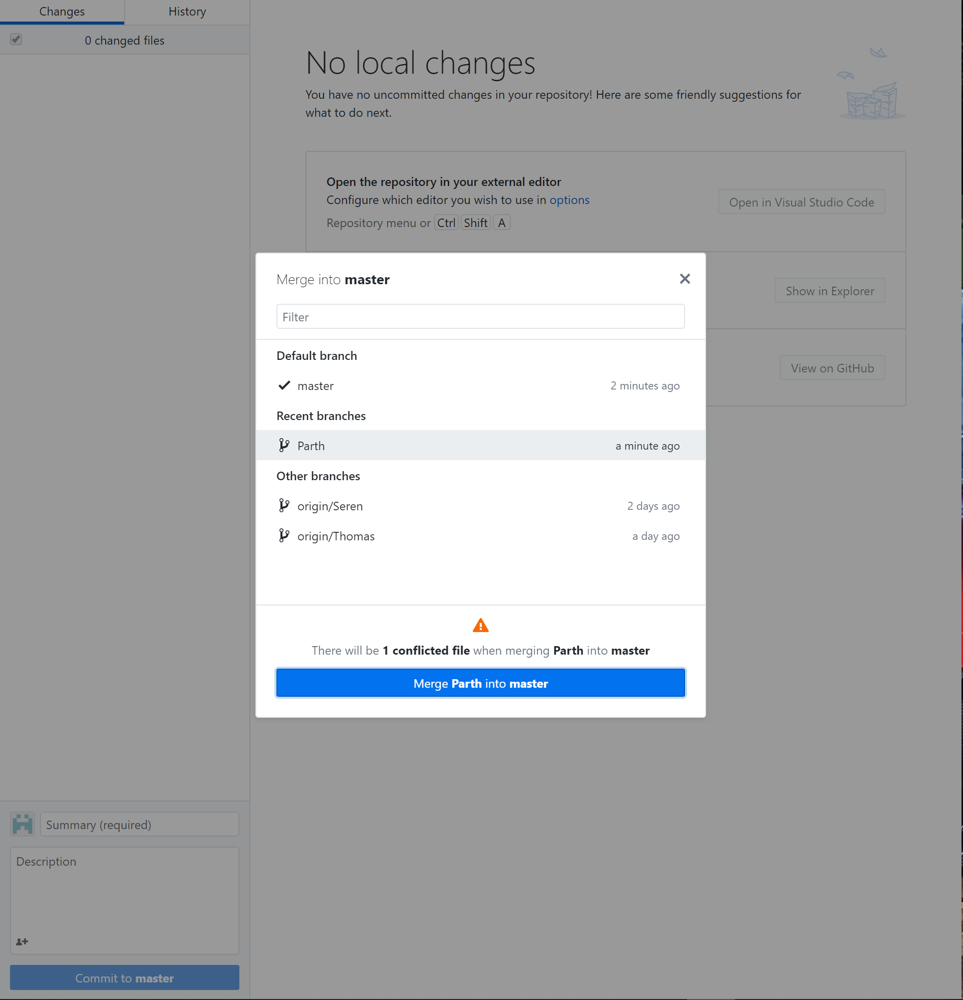 Changes
History
0 changed files
No local changes
You have no uncommitted changes in your repository! Here are some friendly suggestions for
what to do next.
Open the repository in your external editor
Configure which editor you wish to use in options
Repository menu or Ctrl Shift A
Open in Visual Studio Code
Show in Explorer
View on GitHub
Merge into master
Filter
Default branch
master 2 minutes ago
Recent branches
Parth a minute ago
Other branches
origin/Seren 2 days ago
origin/Thomas a day ago
There will be 1 conflicted file when merging Parth into master
Merge Parth into master
Summary (required)
Description
Commit to master